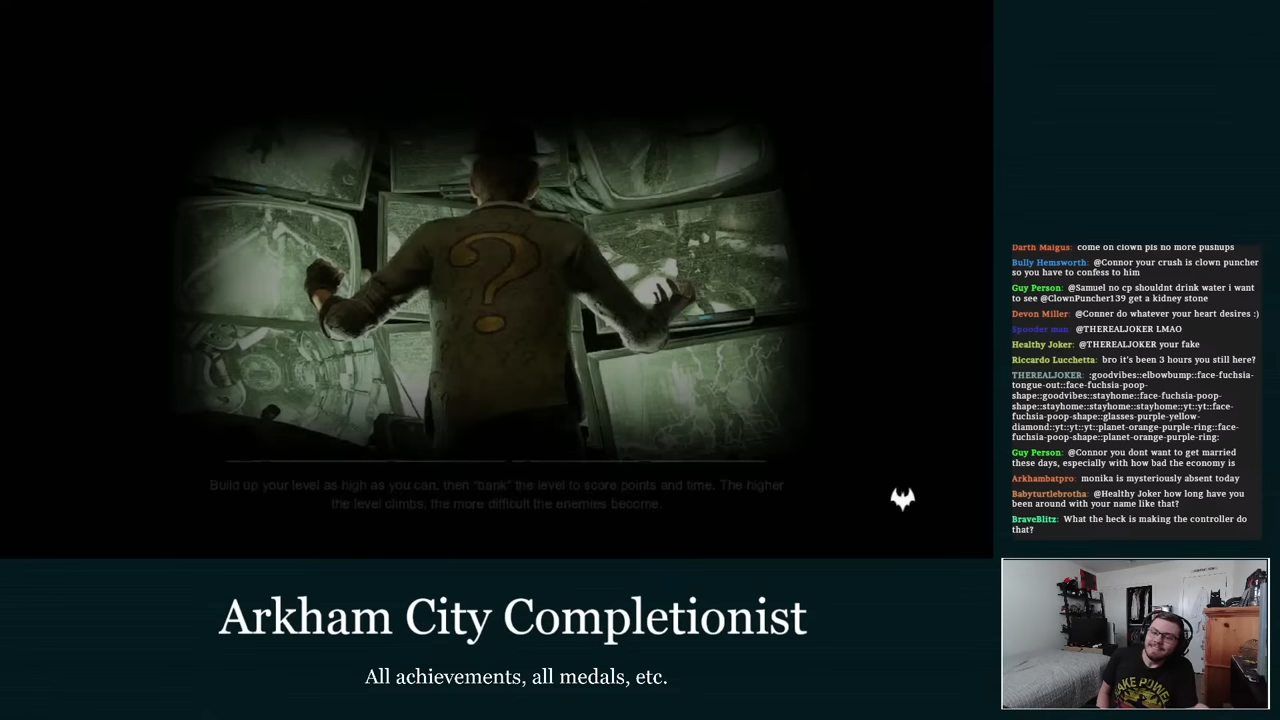 ?
Build up your level as high as you can, then "bank" the level to score points and time. The higher
the level climbs, the more difficult the enemies become.
Darth Malgus: come on clown pls no more pushups
Bully Hemsworth: @Connor your crush is clown puncher
so you have to confess to him
Guy Person: @Samuel no cp shouldnt drink water i want
to see @ClownPuncher139 get a kidney stone
Devon Miller: @Conner do whatever your heart desires :)
Spooder man: @THEREALJOKER LMAO
Healthy Joker: @THEREALJOKER your fake
Riccardo Lucchetta: bro it's been 3 hours you still here?
THEREALJOKER: :goodvibes::elbowbump::face-fuchsia-
tongue-out::face-fuchsia-poop-
shape::goodvibes::stayhome::face-fuchsia-poop-
shape::stayhome::stayhome::stayhome::yt::yt::face-
fuchsia-poop-shape::glasses-purple-yellow-
diamond::yt::yt::yt::planet-orange-purple-ring::face-
fuchsia-poop-shape::planet-orange-purple-ring:
Guy Person: @Connor you dont want to get married
these days, especially with how bad the economy is
Arkhambatpro: monika is mysteriously absent today
Babyturtlebrotha: @Healthy Joker how long have you
been around with your name like that?
BraveBlitz: What the heck is making the controller do
that?
Arkham City Completionist
All achievements, all medals, etc.